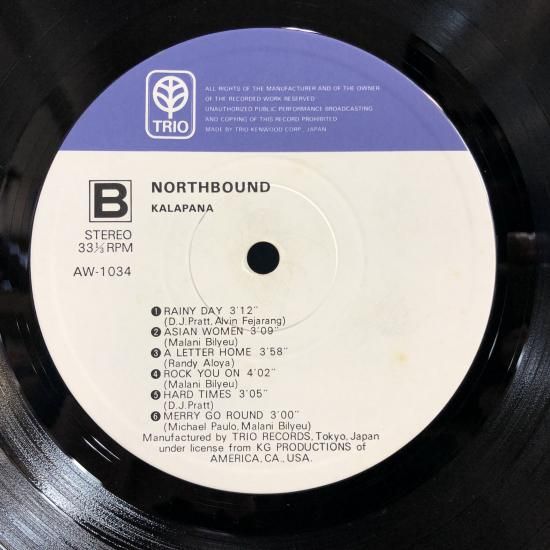 ALL RIGHTS OF THE MANUFACTURER AND OF THE OWNER
OF THE RECORDED WORK RESERVED
UNAUTHORIZED PUBLIC PERFORMANCE BROADCASTING
AND COPYING OF THIS RECORD PROHIBITED
MADE BY TRIO-KENWOOD CORP., JAPAN
TRIO
B
NORTHBOUND
KALAPANA
STEREO
33⅓ RPM
AW-1034
❶ RAINY DAY 3'12"
(D.J.Pratt, Alvin Fejarang)
❷ ASIAN WOMEN 3'09"
(Malani Bilyeu)
❸ A LETTER HOME 3'58"
(Randy Aloya)
❹ ROCK YOU ON 4'02"
(Malani Bilyeu)
❺ HARD TIMES 3'05"
(D.J.Pratt)
❻ MERRY GO ROUND 3'00"
(Michael Paulo, Malani Bilyeu)
Manufactured by TRIO RECORDS, Tokyo, Japan
under license from KG PRODUCTIONS of
AMERICA, CA., USA.